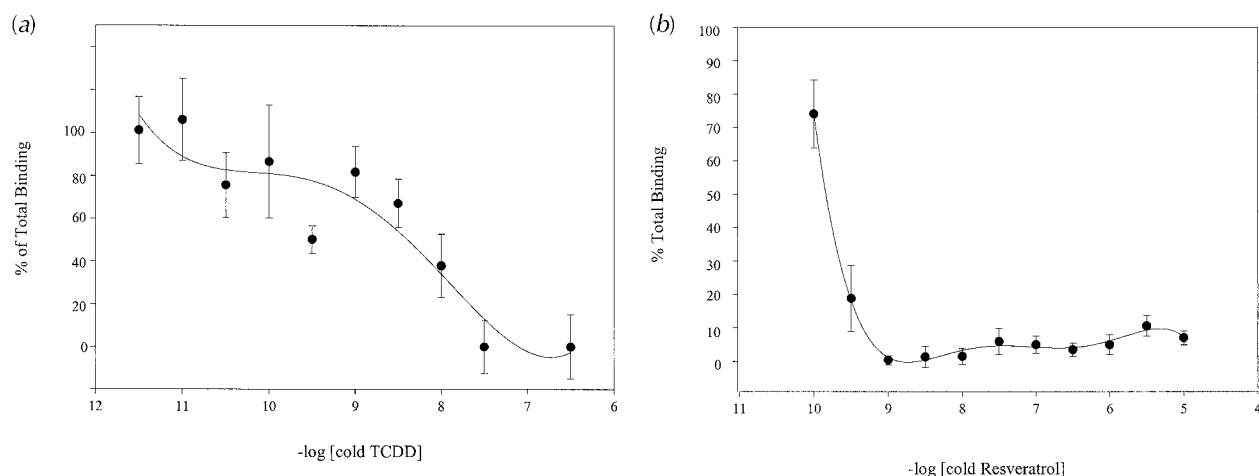 (a)
% of Total Binding
100
80
60
40
20
0
12 11 10 9 8 7 6
-log [cold TCDD]
(b)
% Total Binding
100
90
80
70
60
50
40
30
20
10
0
11 10 9 8 7 6 5 4
-log [cold Resveratrol]